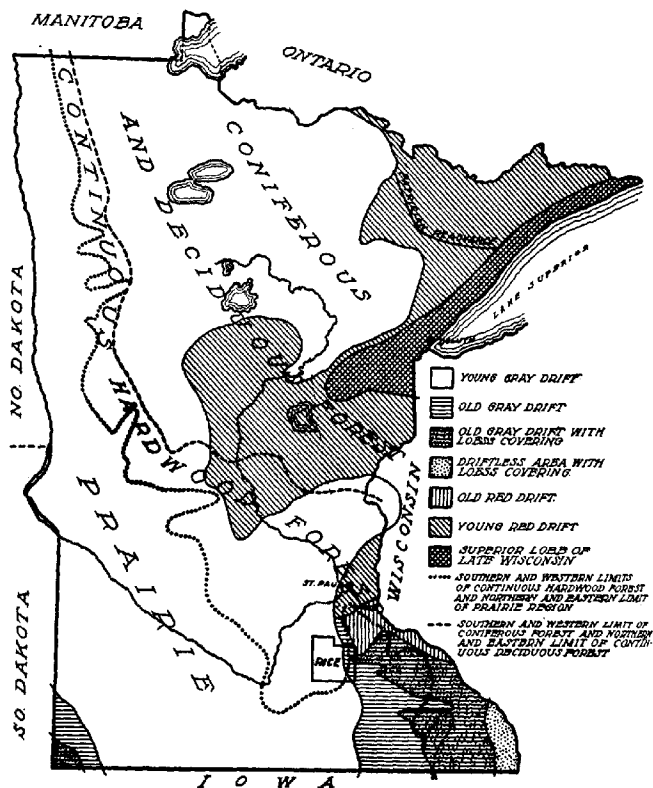 MANITOBA
ONTARIO
CONTINUOUS HARDWOOD FOREST
CONIFEROUS
AND DECIDUOUS FOREST
NO. DAKOTA
LAKE SUPERIOR
PRAIRIE
WISCONSIN
ST. PAUL
SO. DAKOTA
RICE
IOWA
YOUNG GRAY DRIFT
OLD GRAY DRIFT
OLD GRAY DRIFT WITH
LOESS COVERING
DRIFTLESS AREA WITH
LOESS COVERING.
OLD RED DRIFT.
YOUNG RED DRIFT
SUPERIOR LOBE OF
LATE WISCONSIN
SOUTHERN AND WESTERN LIMITS
OF CONTINUOUS HARDWOOD FOREST
AND NORTHERN AND EASTERN LIMIT
OF PRAIRIE REGION
SOUTHERN AND WESTERN LIMIT OF
CONIFEROUS FOREST AND NORTHERN
AND EASTERN LIMIT OF CONTIN-
UOUS DECIDUOUS FOREST